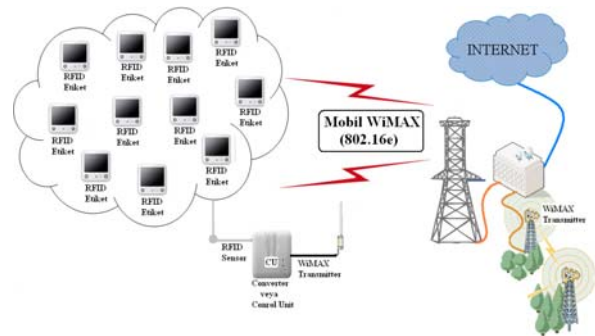 RFID
Etiket
RFID
Etiket
RFID
Etiket
RFID
Etiket
RFID
Etiket
RFID
Etiket
RFID
Etiket
RFID
Etiket
RFID
Etiket
RFID
Etiket
RFID
Etiket
INTERNET
Mobil WiMAX
(802.16e)
WiMAX
Transmitter
RFID
Sensor
CU
WiMAX
Transmitter
Converter
veya
Conrol Unit